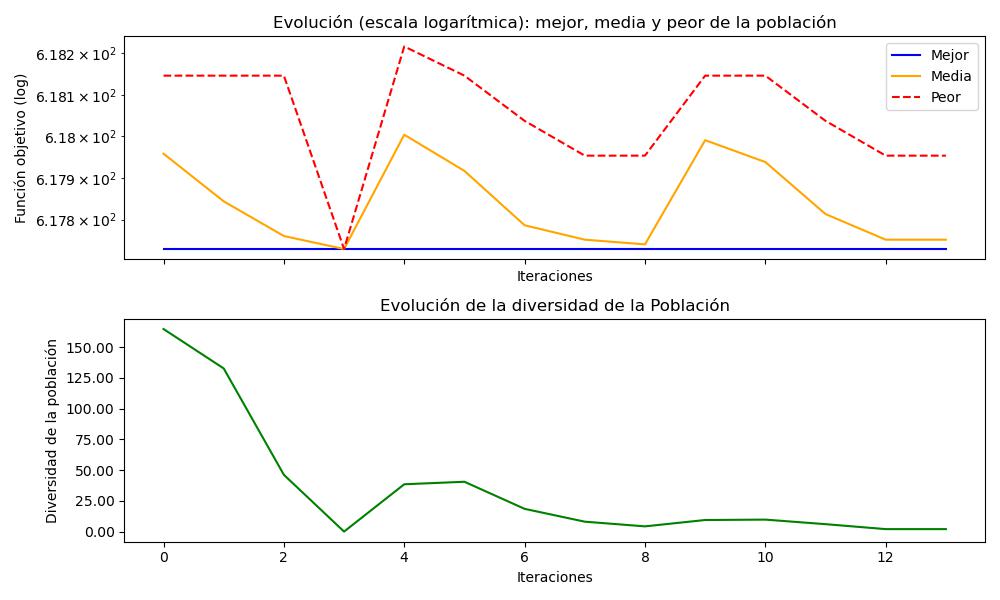 Evolución (escala logarítmica): mejor, media y peor de la población
6.182 × 10²
6.181 × 10²
6.18 × 10²
6.179 × 10²
6.178 × 10²
Función objetivo (log)
Mejor
Media
Peor
Iteraciones
Evolución de la diversidad de la Población
150.00
125.00
100.00
75.00
50.00
25.00
0.00
Diversidad de la población
0 2 4 6 8 10 12
Iteraciones